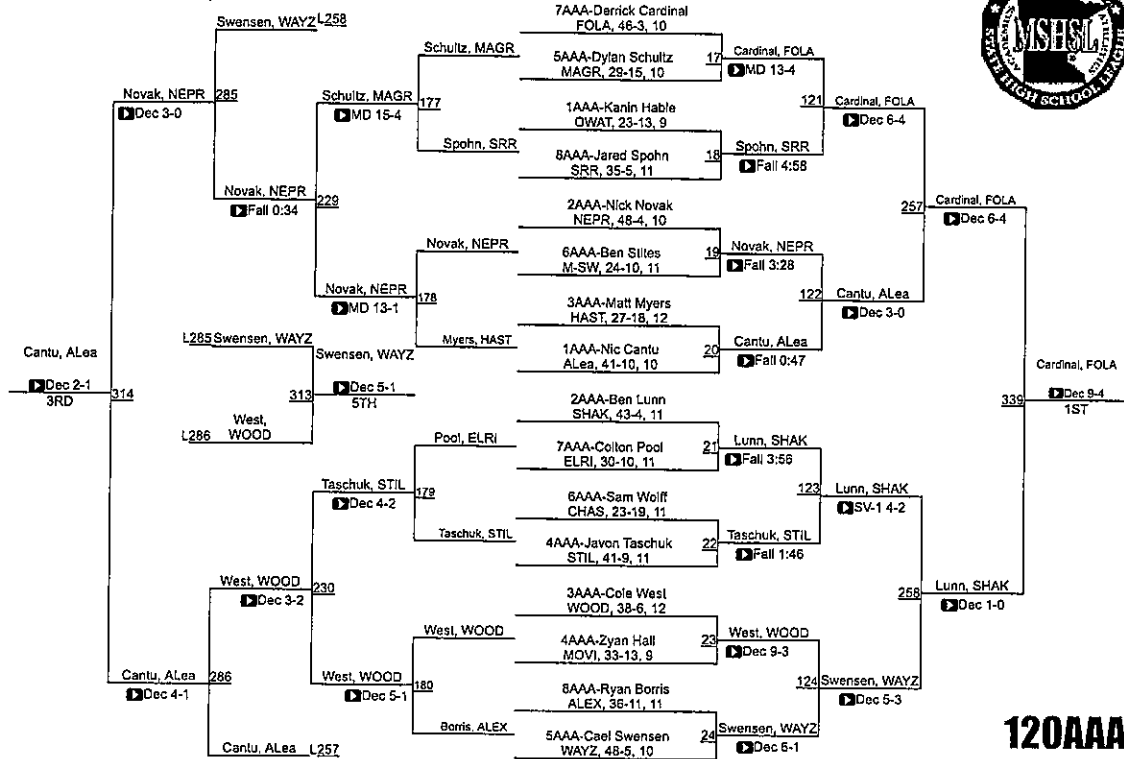 Swensen, WAYZ L258
7AAA-Derrick Cardinal
FOLA, 46-3, 10
Schultz, MAGR
5AAA-Dylan Schultz
MAGR, 29-15, 10
17
Cardinal, FOLA
MD 13-4
MSHSL
STATE HIGH SCHOOL LEAGUE
ACADEMICS
ATHLETICS
Novak, NEPR
Dec 3-0
285
Schultz, MAGR
MD 15-4
177
1AAA-Kanin Hable
OWAT, 23-13, 9
121
Cardinal, FOLA
Dec 6-4
Spohn, SRR
8AAA-Jared Spohn
SRR, 35-5, 11
18
Spohn, SRR
Fall 4:58
Novak, NEPR
Fall 0:34
229
2AAA-Nick Novak
NEPR, 48-4, 10
257
Cardinal, FOLA
Dec 6-4
Novak, NEPR
6AAA-Ben Stites
M-SW, 24-10, 11
19
Novak, NEPR
Fall 3:28
Novak, NEPR
MD 13-1
178
3AAA-Matt Myers
HAST, 27-18, 12
122
Cantu, ALea
Dec 3-0
L285 Swensen, WAYZ
Myers, HAST
1AAA-Nic Cantu
ALea, 41-10, 10
20
Cantu, ALea
Fall 0:47
Cantu, ALea
Dec 2-1
3RD
314
Swensen, WAYZ
313
Dec 5-1
5TH
Cardinal, FOLA
339
Dec 9-4
1ST
L286
West,
WOOD
2AAA-Ben Lunn
SHAK, 43-4, 11
Pool, ELRI
7AAA-Colton Pool
ELRI, 30-10, 11
21
Lunn, SHAK
Fall 3:56
Taschuk, STIL
Dec 4-2
179
6AAA-Sam Wolff
CHAS, 23-19, 11
123
Lunn, SHAK
SV-1 4-2
Taschuk, STIL
4AAA-Javon Taschuk
STIL, 41-9, 11
22
Taschuk, STIL
Fall 1:46
West, WOOD
Dec 3-2
230
3AAA-Cole West
WOOD, 38-6, 12
258
Lunn, SHAK
Dec 1-0
West, WOOD
4AAA-Zyan Hall
MOVI, 33-13, 9
23
West, WOOD
Dec 9-3
Cantu, ALea
Dec 4-1
286
West, WOOD
Dec 5-1
180
8AAA-Ryan Borris
ALEX, 36-11, 11
124
Swensen, WAYZ
Dec 5-3
Borris, ALEX
5AAA-Cael Swensen
WAYZ, 48-5, 10
24
Swensen, WAYZ
Dec 5-1
Cantu, ALea L257
120AAA